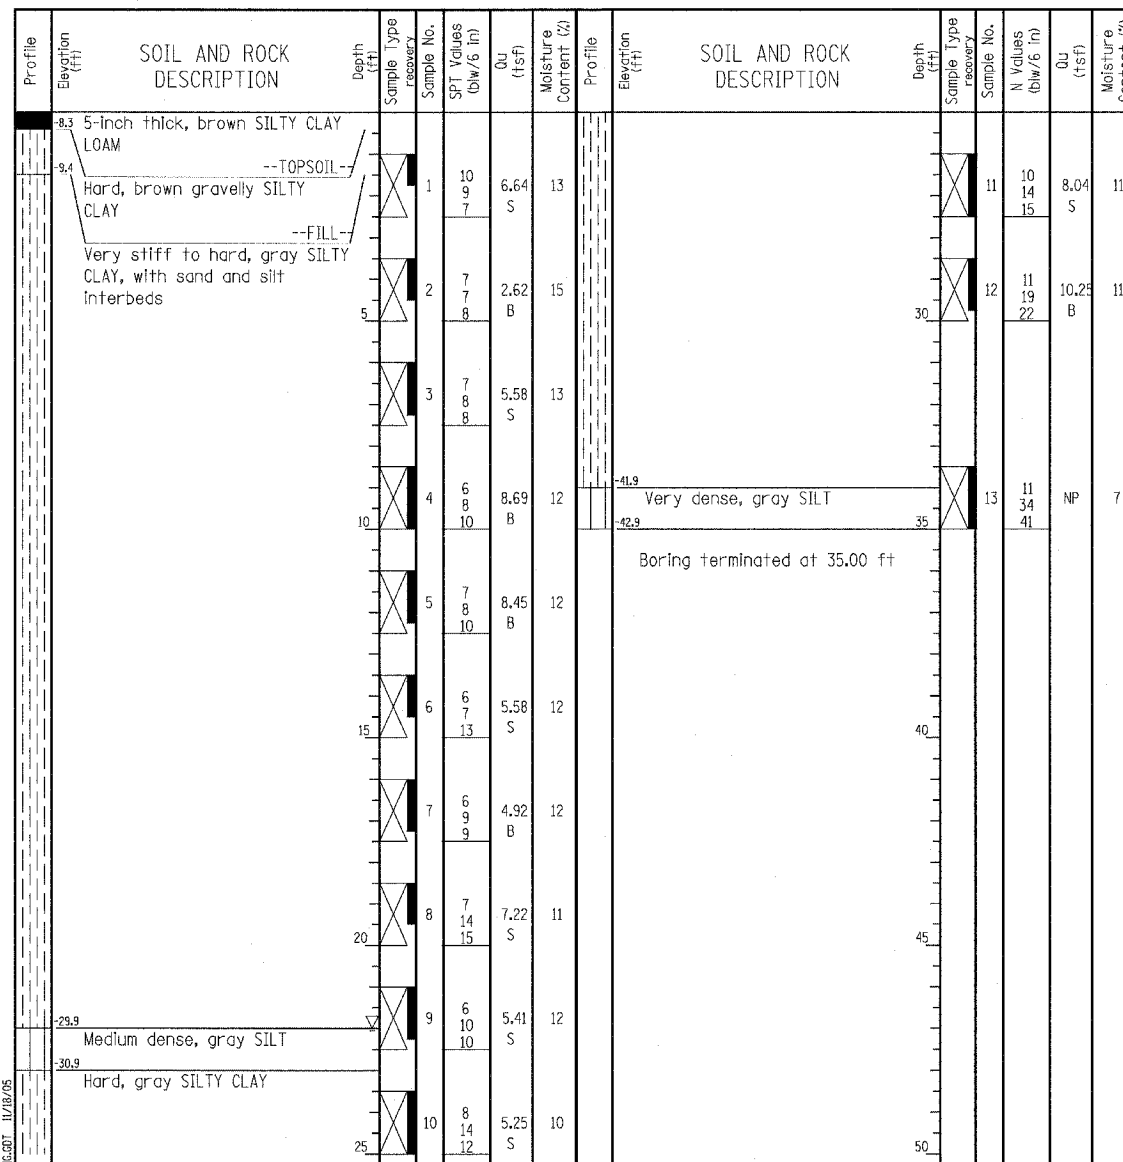 Profile
Elevation (ft)
SOIL AND ROCK DESCRIPTION
Depth (ft)
Sample Type recovery
Sample No.
SPT Values (blw/6 in)
Qu (tsf)
Moisture Content (%)
Profile
Elevation (ft)
SOIL AND ROCK DESCRIPTION
Depth (ft)
Sample Type recovery
Sample No.
N Values (blw/6 in)
Qu (tsf)
Moisture
-8.3 5-inch thick, brown SILTY CLAY
LOAM
--TOPSOIL--
-9.4
Hard, brown gravelly SILTY
CLAY
--FILL--
Very stiff to hard, gray SILTY
CLAY, with sand and silt
interbeds
1 10 9 7 6.64 S 13
2 7 7 8 2.62 B 15
5
3 7 8 8 5.58 S 13
4 6 8 10 8.69 B 12
10
5 7 8 10 8.45 B 12
6 6 7 13 5.58 S 12
15
7 6 9 9 4.92 B 12
8 7 14 15 7.22 S 11
20
9 6 10 10 5.41 S 12
-29.9
Medium dense, gray SILT
-30.9
Hard, gray SILTY CLAY
10 8 14 12 5.25 S 10
25
11 10 14 15 8.04 S 11
12 11 19 22 10.25 B 11
30
-41.9
Very dense, gray SILT
13 11 34 41 NP 7
-42.9
35
Boring terminated at 35.00 ft
40
45
50
G.GDT 11/18/05